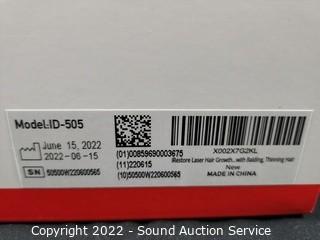 Model:ID-505
June 15, 2022
2022-06-15
SN 50500W220600565
(01)00859690003675
(11)220615
(10)50500W220600565
X002X7G2KL
Restore Laser Hair Growth...with Balding, Thinning Hair
New
MADE IN CHINA
Copyright 2022 - Sound Auction Service